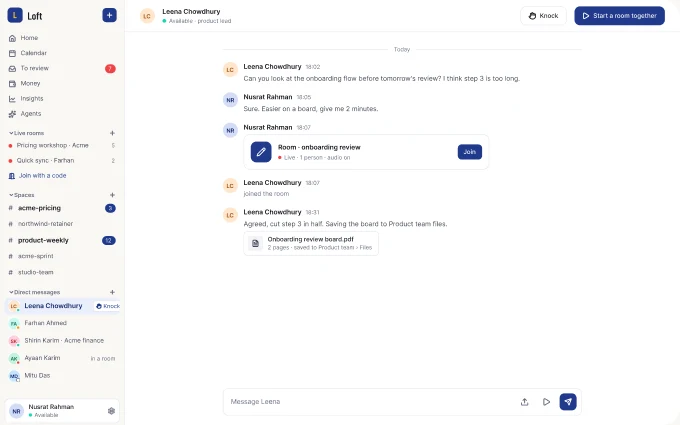 L Loft +
Home
Calendar
To review 7
Money
Insights
Agents
Live rooms +
Pricing workshop · Acme 5
Quick sync · Farhan 2
Join with a code
Spaces +
# acme-pricing 3
# northwind-retainer
# product-weekly 12
# acme-sprint
# studio-team
Direct messages +
LC Leena Chowdhury Knock
FA Farhan Ahmed
SK Shirin Karim · Acme finance
AK Ayaan Karim in a room
MD Mitu Das
NR Nusrat Rahman
Available
LC Leena Chowdhury
Available · product lead
Knock
Start a room together
Today
LC Leena Chowdhury 18:02
Can you look at the onboarding flow before tomorrow's review? I think step 3 is too long.
NR Nusrat Rahman 18:05
Sure. Easier on a board, give me 2 minutes.
NR Nusrat Rahman 18:07
Room · onboarding review
Live · 1 person · audio on
Join
LC Leena Chowdhury 18:07
joined the room
LC Leena Chowdhury 18:31
Agreed, cut step 3 in half. Saving the board to Product team files.
Onboarding review board.pdf
2 pages · saved to Product team › Files
Message Leena